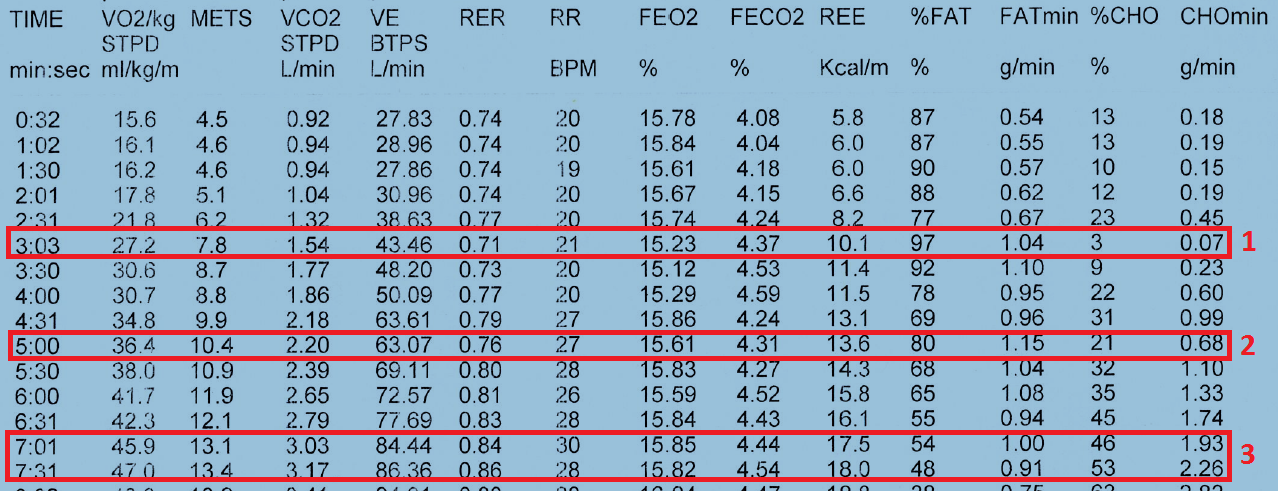 TIME VO2/kg METS VCO2 VE RER RR FEO2 FECO2 REE %FAT FATmin %CHO CHOmin
STPD STPD BTPS
min:sec ml/kg/m L/min L/min BPM % % Kcal/m % g/min % g/min
0:32 15.6 4.5 0.92 27.83 0.74 20 15.78 4.08 5.8 87 0.54 13 0.18
1:02 16.1 4.6 0.94 28.96 0.74 20 15.84 4.04 6.0 87 0.55 13 0.19
1:30 16.2 4.6 0.94 27.86 0.74 19 15.61 4.18 6.0 90 0.57 10 0.15
2:01 17.8 5.1 1.04 30.96 0.74 20 15.67 4.15 6.6 88 0.62 12 0.19
2:31 21.8 6.2 1.32 38.63 0.77 20 15.74 4.24 8.2 77 0.67 23 0.45
3:03 27.2 7.8 1.54 43.46 0.71 21 15.23 4.37 10.1 97 1.04 3 0.07 1
3:30 30.6 8.7 1.77 48.20 0.73 20 15.12 4.53 11.4 92 1.10 9 0.23
4:00 30.7 8.8 1.86 50.09 0.77 20 15.29 4.59 11.5 78 0.95 22 0.60
4:31 34.8 9.9 2.18 63.61 0.79 27 15.86 4.24 13.1 69 0.96 31 0.99
5:00 36.4 10.4 2.20 63.07 0.76 27 15.61 4.31 13.6 80 1.15 21 0.68 2
5:30 38.0 10.9 2.39 69.11 0.80 28 15.83 4.27 14.3 68 1.04 32 1.10
6:00 41.7 11.9 2.65 72.57 0.81 26 15.59 4.52 15.8 65 1.08 35 1.33
6:31 42.3 12.1 2.79 77.69 0.83 28 15.84 4.43 16.1 55 0.94 45 1.74
7:01 45.9 13.1 3.03 84.44 0.84 30 15.85 4.44 17.5 54 1.00 46 1.93 3
7:31 47.0 13.4 3.17 86.36 0.86 28 15.82 4.54 18.0 48 0.91 53 2.26